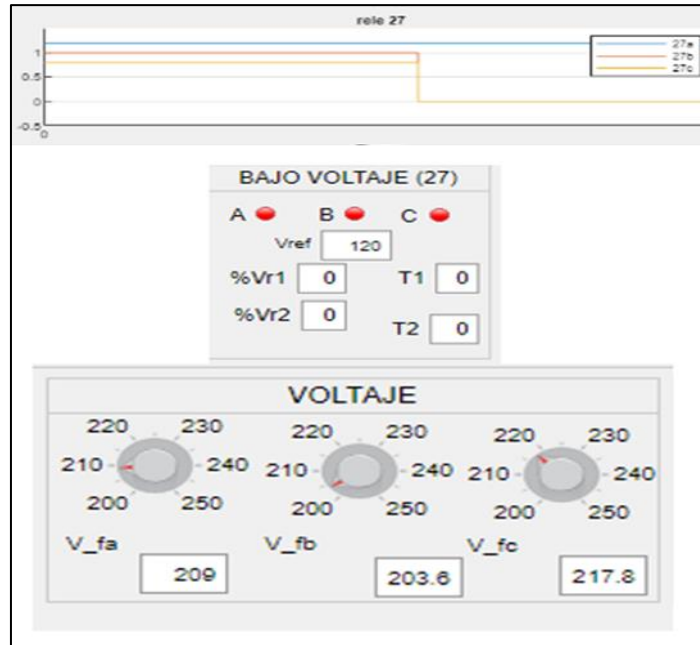 rele 27
27a
27b
27c
1
0.5
0
-0.5
0
BAJO VOLTAJE (27)
A B C
Vref 120
%Vr1 0 T1 0
%Vr2 0 T2 0
VOLTAJE
220 230 220 230 220 230
210 240 210 240 210 240
200 250 200 250 200 250
V_fa V_fb V_fc
209 203.6 217.8